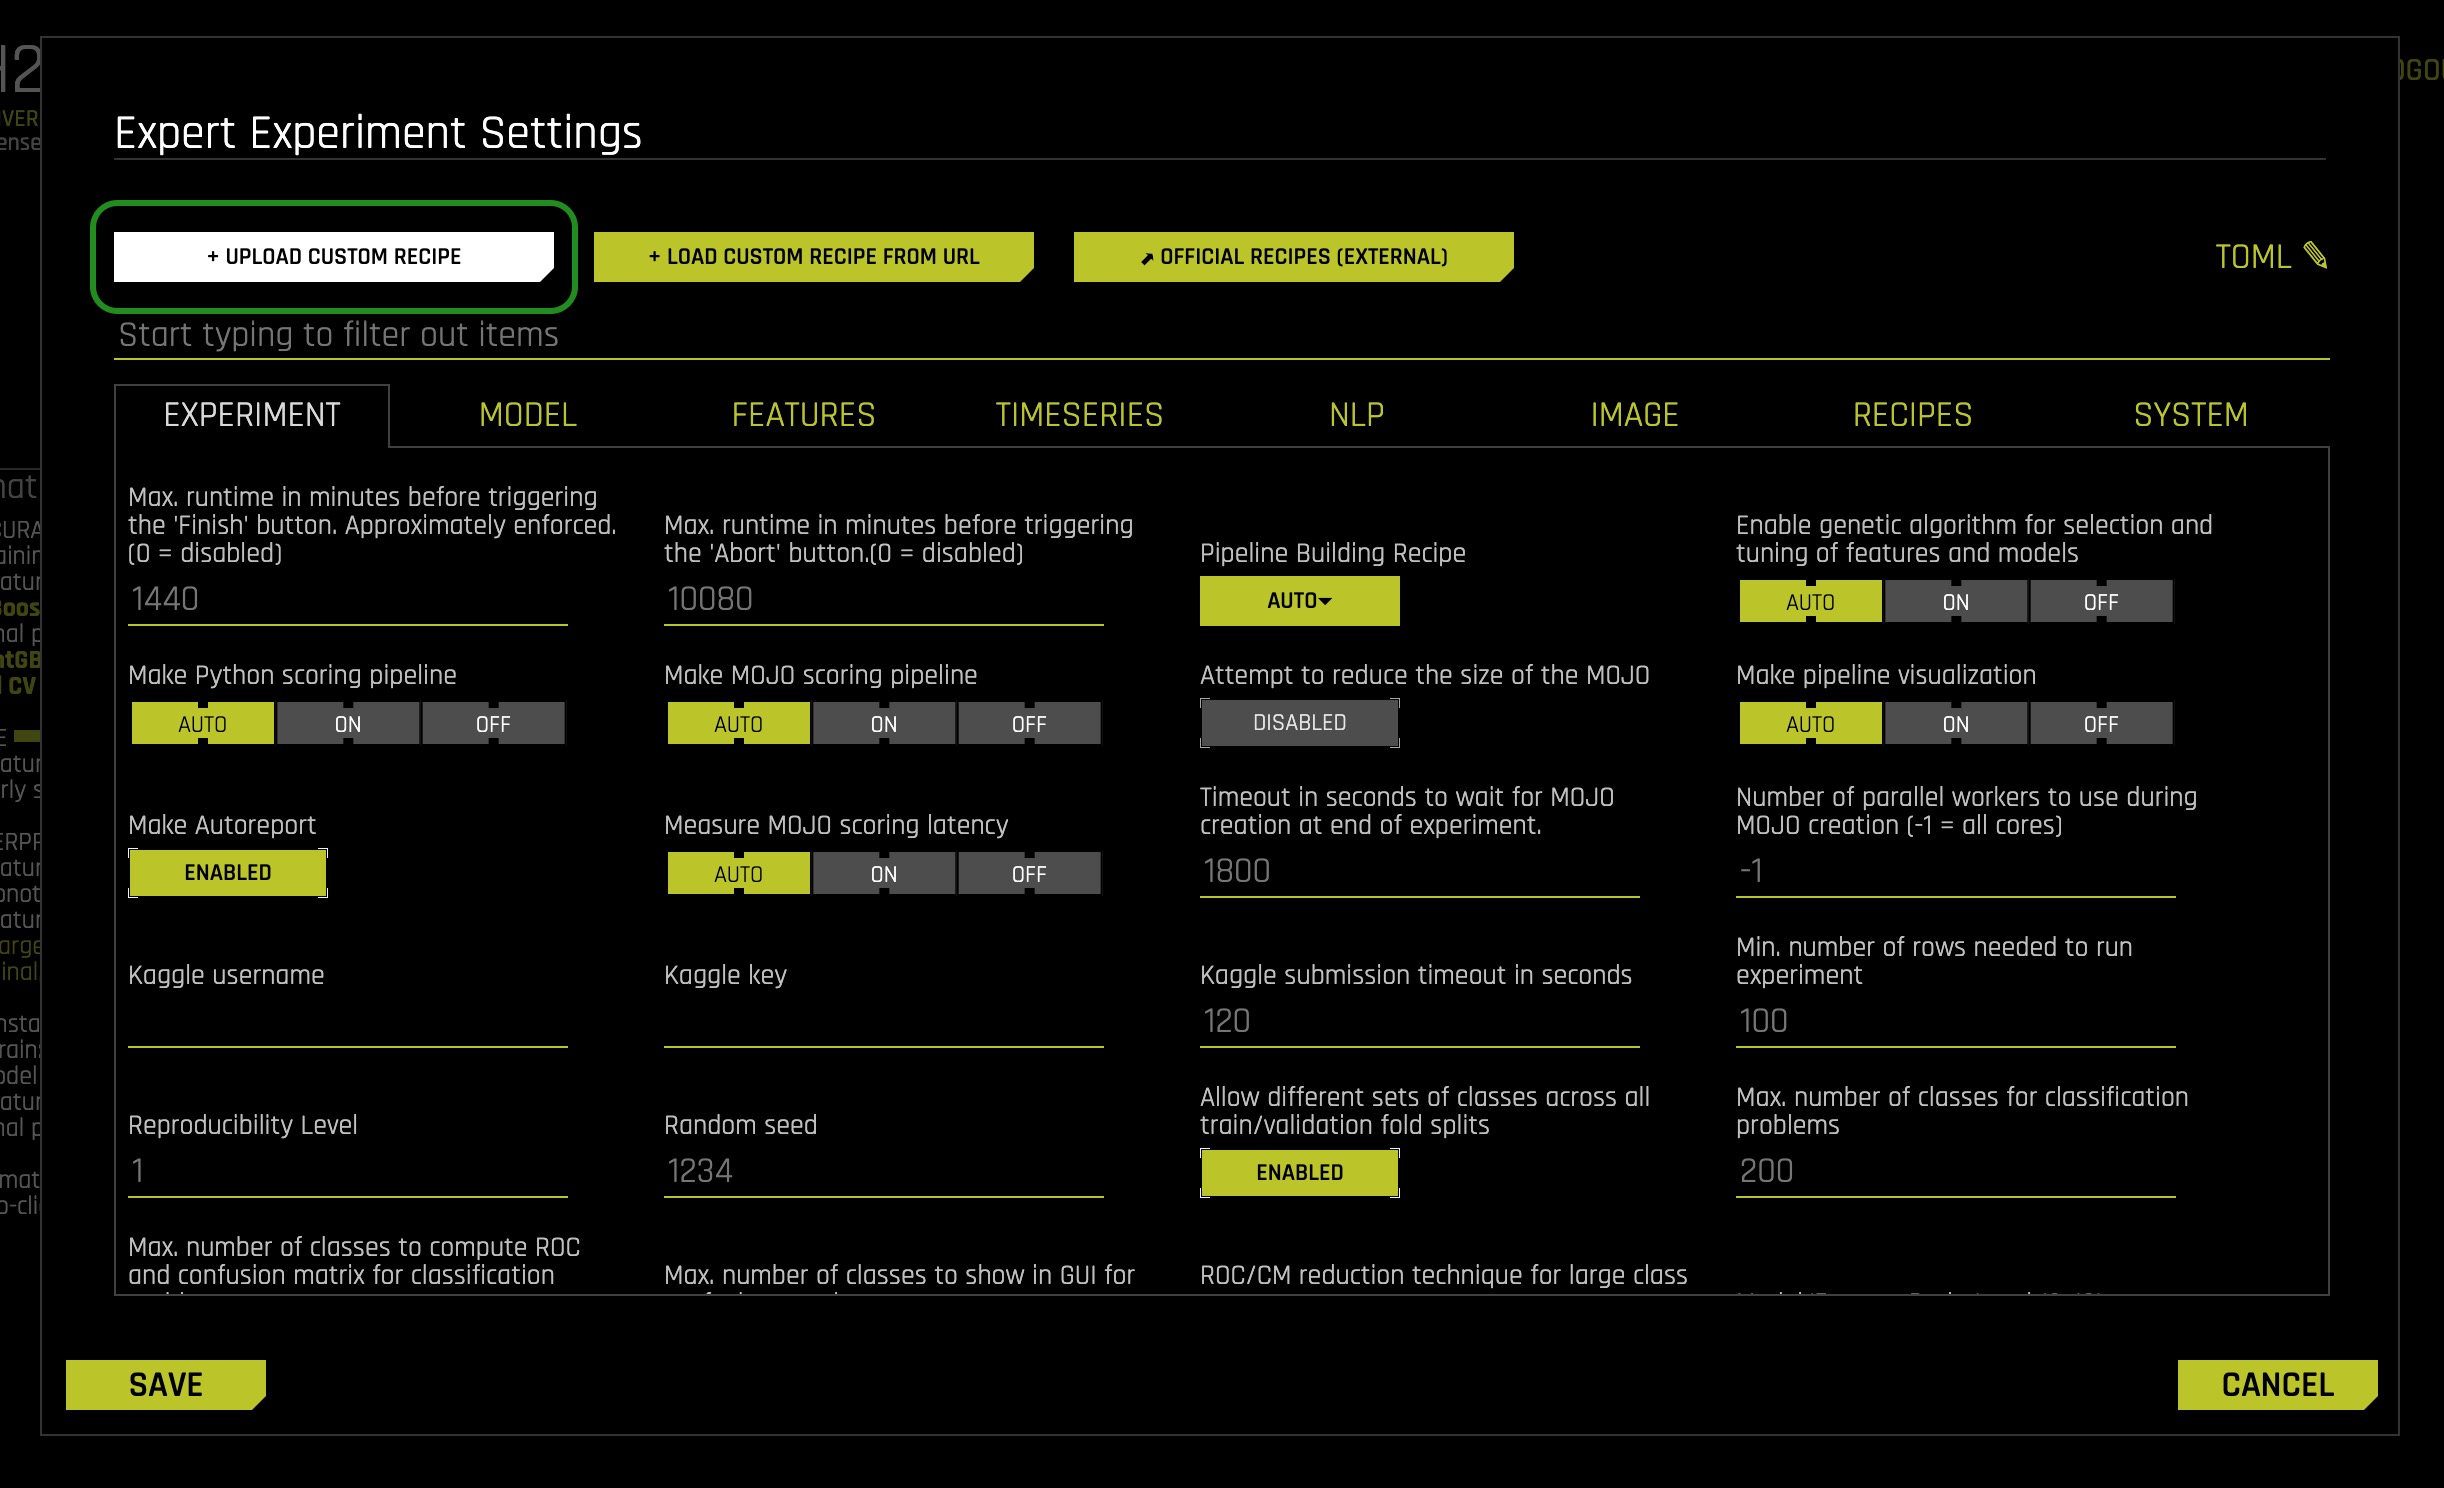 Expert Experiment Settings
+ UPLOAD CUSTOM RECIPE
+ LOAD CUSTOM RECIPE FROM URL
OFFICIAL RECIPES (EXTERNAL)
TOML
Start typing to filter out items
EXPERIMENT
MODEL
FEATURES
TIMESERIES
NLP
IMAGE
RECIPES
SYSTEM
Max. runtime in minutes before triggering
the 'Finish' button. Approximately enforced.
(0 = disabled)
1440
Max. runtime in minutes before triggering
the 'Abort' button.(0 = disabled)
10080
Pipeline Building Recipe
AUTO
Enable genetic algorithm for selection and
tuning of features and models
AUTO ON OFF
Make Python scoring pipeline
AUTO ON OFF
Make MOJO scoring pipeline
AUTO ON OFF
Attempt to reduce the size of the MOJO
DISABLED
Make pipeline visualization
AUTO ON OFF
Make Autoreport
ENABLED
Measure MOJO scoring latency
AUTO ON OFF
Timeout in seconds to wait for MOJO
creation at end of experiment.
1800
Number of parallel workers to use during
MOJO creation (-1 = all cores)
-1
Kaggle username
Kaggle key
Kaggle submission timeout in seconds
120
Min. number of rows needed to run
experiment
100
Reproducibility Level
1
Random seed
1234
Allow different sets of classes across all
train/validation fold splits
ENABLED
Max. number of classes for classification
problems
200
Max. number of classes to compute ROC
and confusion matrix for classification
Max. number of classes to show in GUI for
ROC/CM reduction technique for large class
SAVE
CANCEL